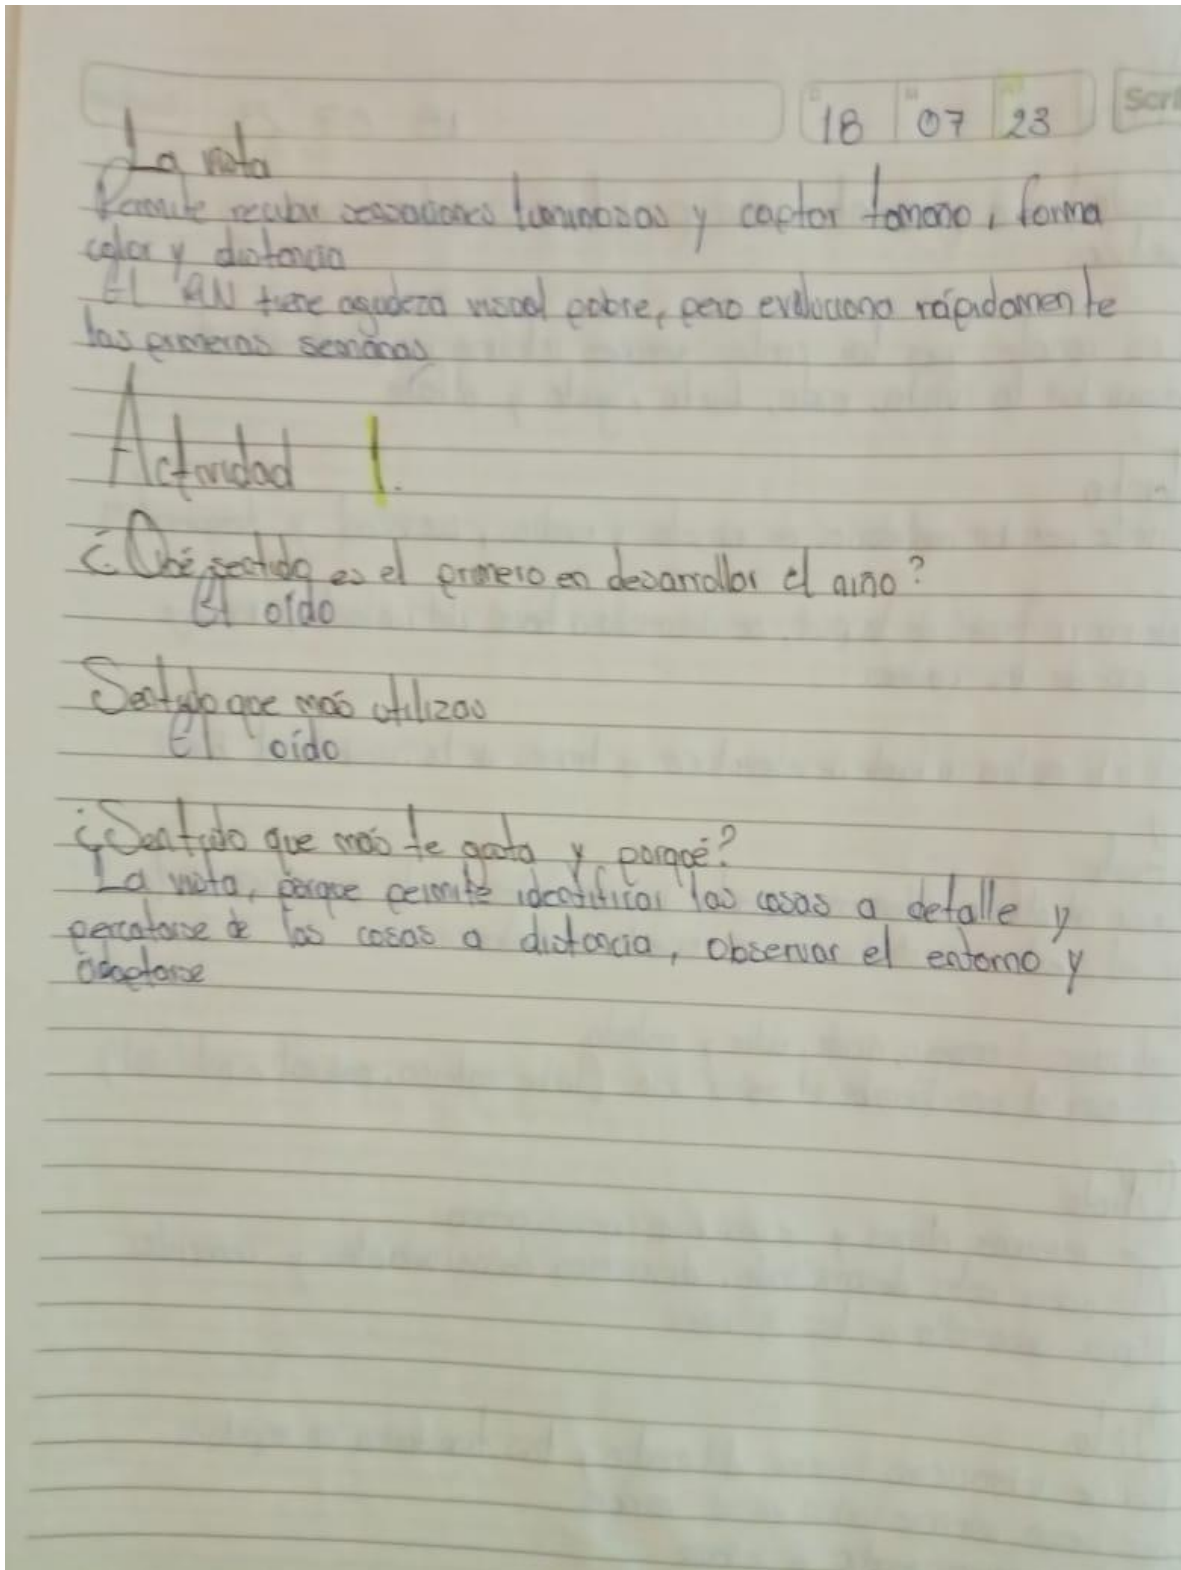 18 07 23
Scri
La vista
Permite recibir sensaciones luminosas y captar tamaño, forma
color y distancia
El RN tiene agudeza visual pobre, pero evoluciona rápidamente
las primeras semanas
Actividad 1.
¿Qué sentido es el primero en desarrollar el niño?
El oído
Sentido que más utilizas
El oído
¿Sentido que más te gusta y porqué?
La vista, porque permite identificar las cosas a detalle y
percatarse de las cosas a distancia, observar el entorno y
adaptarse